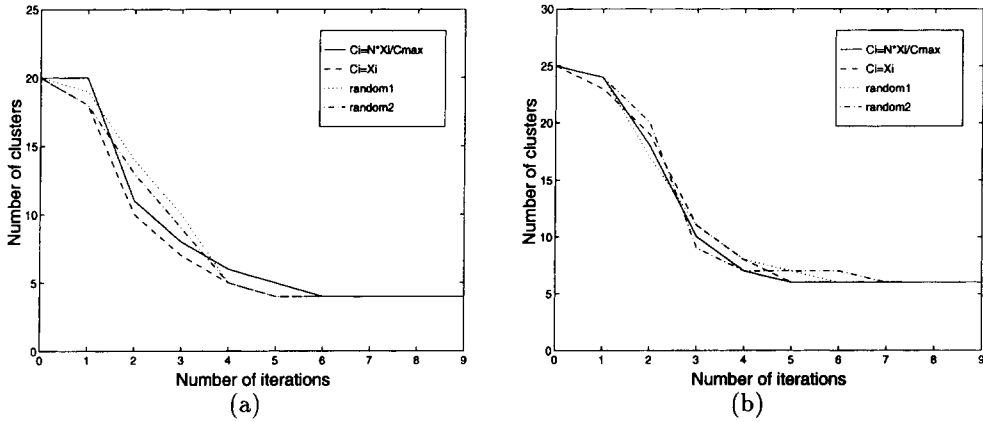 25
20
15
10
5
0
Number of clusters
Ci=N*Xi/Cmax
Ci=Xi
random1
random2
0 1 2 3 4 5 6 7 8 9
Number of iterations
(a)
30
25
20
15
10
5
0
Number of clusters
Ci=N*Xi/Cmax
Ci=Xi
random1
random2
0 1 2 3 4 5 6 7 8 9
Number of iterations
(b)